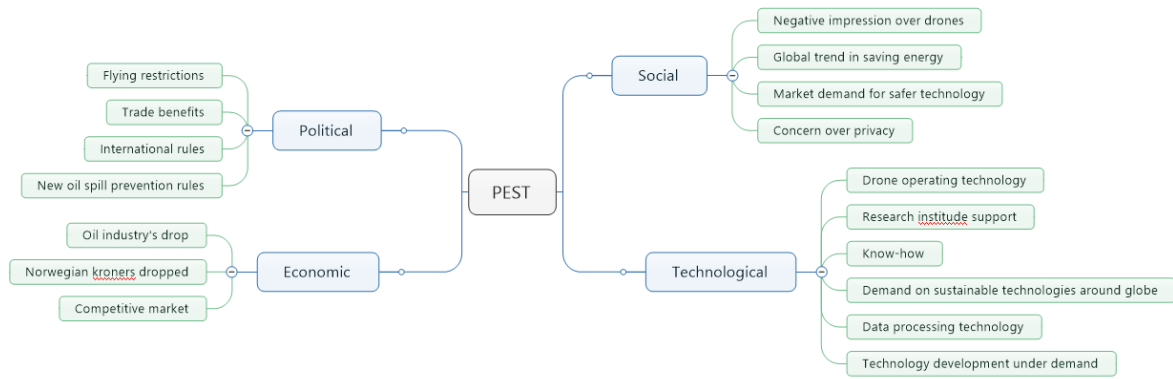 PEST
Political
Flying restrictions
Trade benefits
International rules
New oil spill prevention rules
Economic
Oil industry's drop
Norwegian kroners dropped
Competitive market
Social
Negative impression over drones
Global trend in saving energy
Market demand for safer technology
Concern over privacy
Technological
Drone operating technology
Research institude support
Know-how
Demand on sustainable technologies around globe
Data processing technology
Technology development under demand